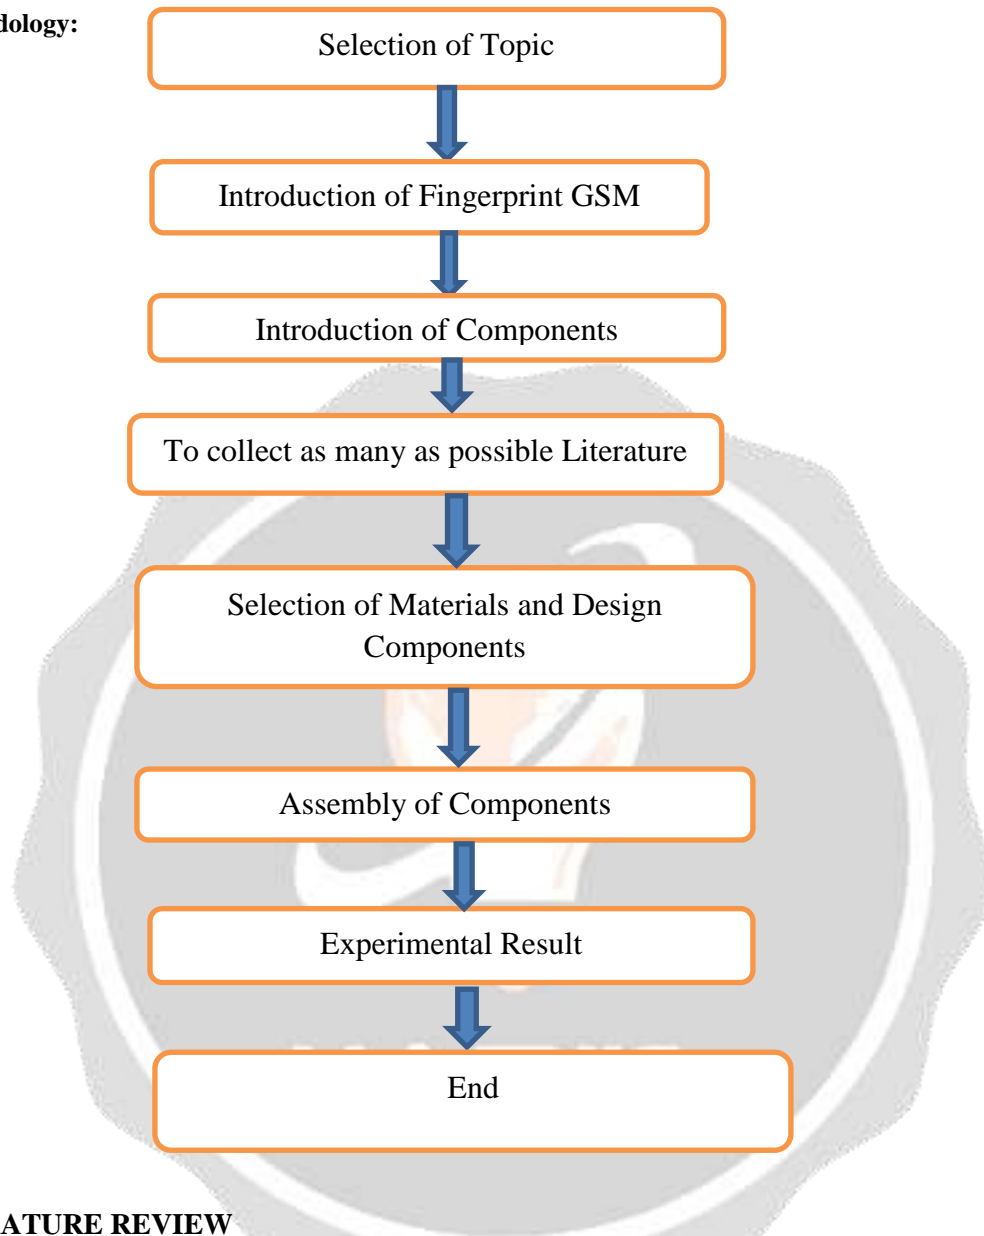 dology:
Selection of Topic
Introduction of Fingerprint GSM
Introduction of Components
To collect as many as possible Literature
Selection of Materials and Design
Components
Assembly of Components
Experimental Result
End
ATURE REVIEW